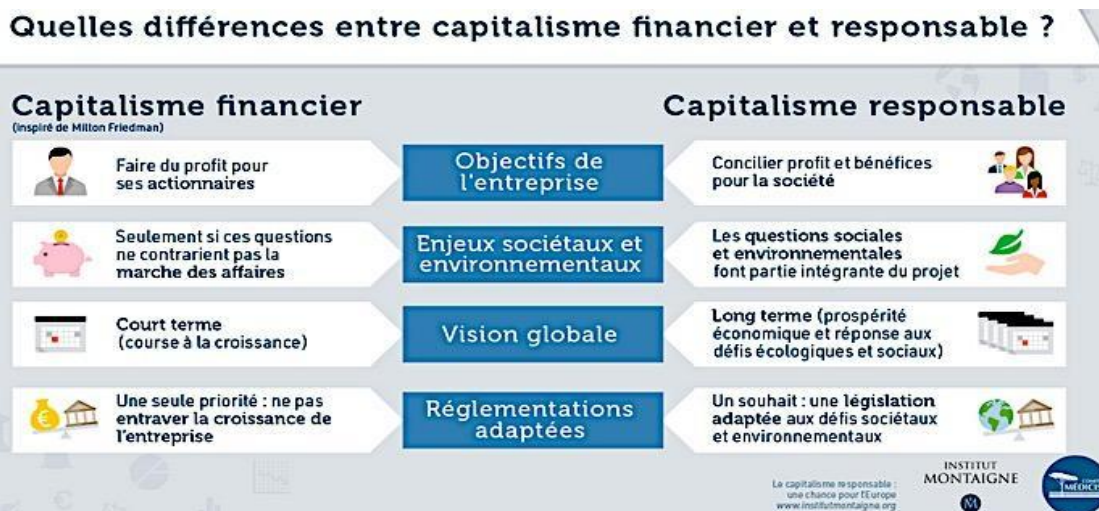 Quelles différences entre capitalisme financier et responsable ?
Capitalisme financier
(inspiré de Milton Friedman)
Capitalisme responsable
Faire du profit pour
ses actionnaires
Objectifs de
l'entreprise
Concilier profit et bénéfices
pour la société
Seulement si ces questions
ne contrarient pas la
marche des affaires
Enjeux sociétaux et
environnementaux
Les questions sociales
et environnementales
font partie intégrante du projet
Court terme
(course à la croissance)
Vision globale
Long terme (prospérité
économique et réponse aux
défis écologiques et sociaux)
Une seule priorité : ne pas
entraver la croissance de
l'entreprise
Réglementations
adaptées
Un souhait : une législation
adaptée aux défis sociétaux
et environnementaux
Le capitalisme responsable :
une chance pour l'Europe
www.institutmontaigne.org
INSTITUT
MONTAIGNE
M
MÉDICIS